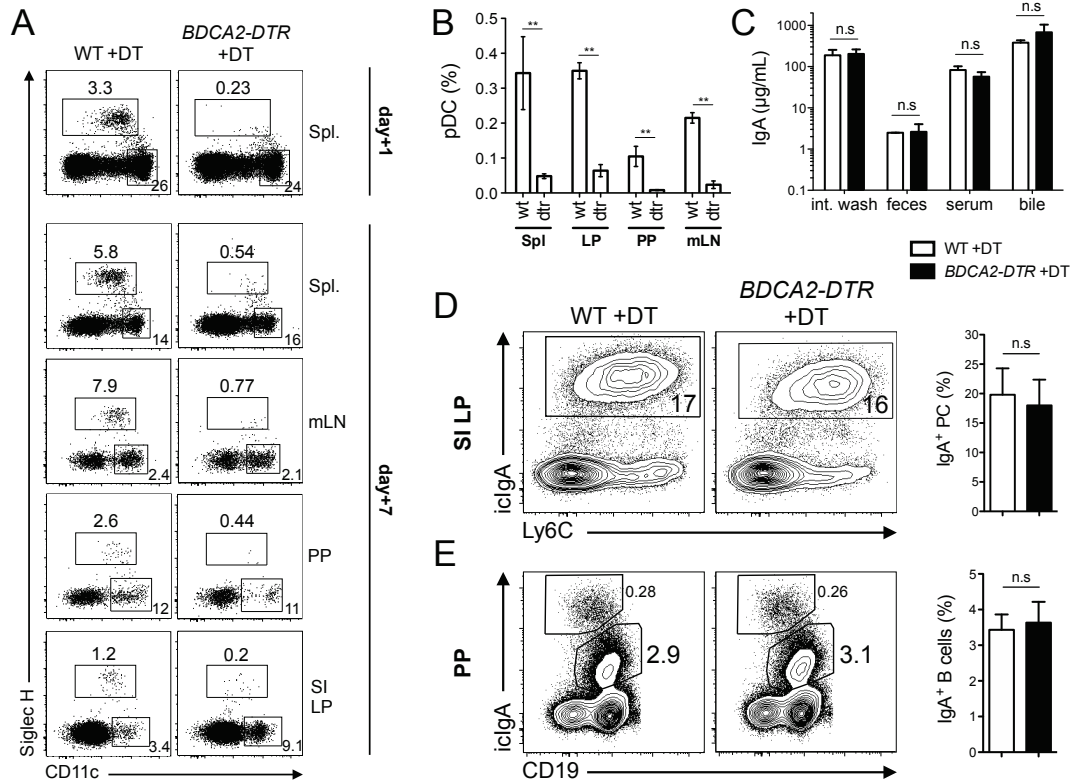 A
WT +DT
BDCA2-DTR
+DT
3.3
0.23
26
24
Spl.
day+1
5.8
0.54
14
16
Spl.
7.9
0.77
2.4
2.1
mLN
2.6
0.44
12
11
PP
1.2
0.2
3.4
9.1
SI
LP
day+7
Siglec H
CD11c
B
pDC (%)
0.5
0.4
0.3
0.2
0.1
0.0
**
**
**
**
wt
dtr
wt
dtr
wt
dtr
wt
dtr
Spl
LP
PP
mLN
C
IgA (µg/mL)
1000
100
10
1
0.1
n.s
n.s
n.s
n.s
int. wash
feces
serum
bile
WT +DT
BDCA2-DTR +DT
D
WT +DT
BDCA2-DTR
+DT
SI LP
17
16
icIgA
Ly6C
IgA+ PC (%)
30
25
20
15
10
5
0
n.s
E
PP
0.28
2.9
0.26
3.1
icIgA
CD19
IgA+ B cells (%)
5
4
3
2
1
0
n.s